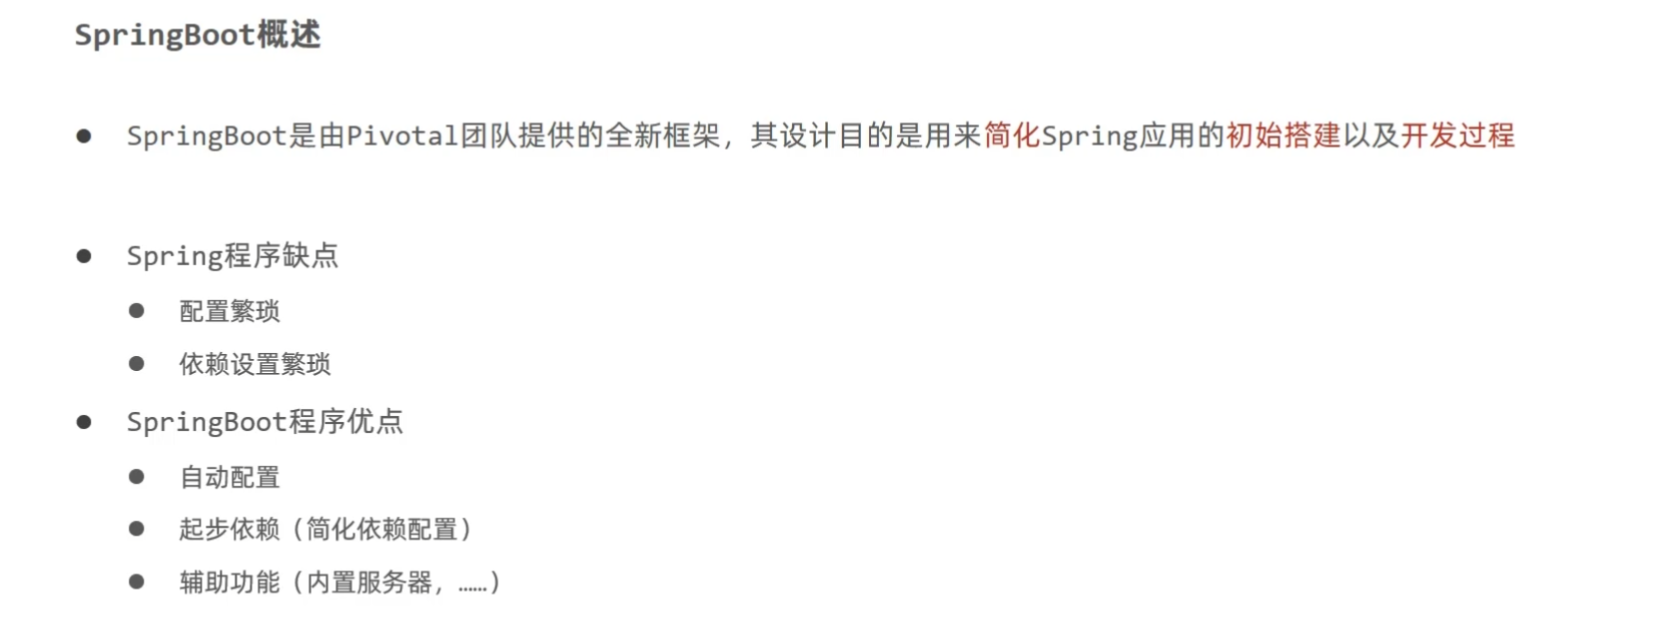 SpringBoot概述
SpringBoot是由Pivotal团队提供的全新框架，其设计目的是用来简化Spring应用的初始搭建以及开发过程
Spring程序缺点
配置繁琐
依赖设置繁琐
SpringBoot程序优点
自动配置
起步依赖（简化依赖配置）
辅助功能（内置服务器，……）